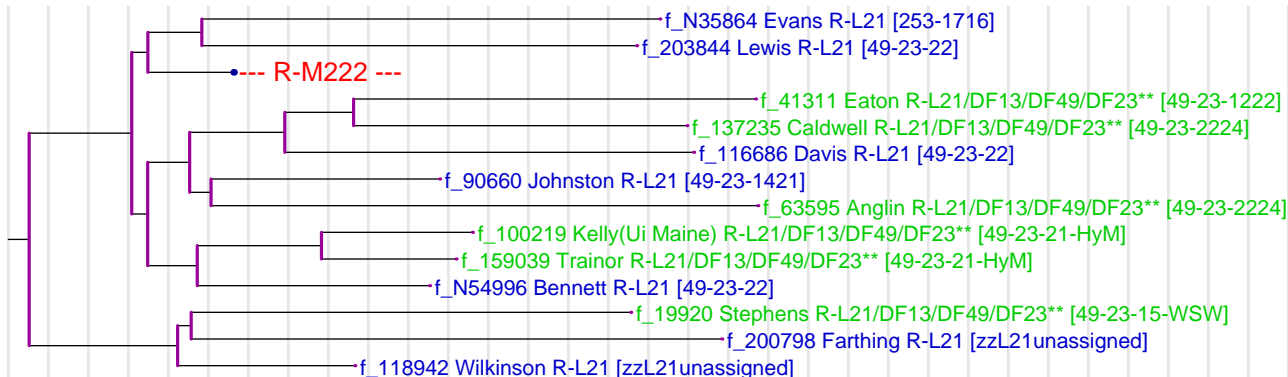 f_N35864 Evans R-L21 [253-1716]
f_203844 Lewis R-L21 [49-23-22]
--- R-M222 ---
f_41311 Eaton R-L21/DF13/DF49/DF23** [49-23-1222]
f_137235 Caldwell R-L21/DF13/DF49/DF23** [49-23-2224]
f_116686 Davis R-L21 [49-23-22]
f_90660 Johnston R-L21 [49-23-1421]
f_63595 Anglin R-L21/DF13/DF49/DF23** [49-23-2224]
f_100219 Kelly(Ui Maine) R-L21/DF13/DF49/DF23** [49-23-21-HyM]
f_159039 Trainor R-L21/DF13/DF49/DF23** [49-23-21-HyM]
f_N54996 Bennett R-L21 [49-23-22]
f_19920 Stephens R-L21/DF13/DF49/DF23** [49-23-15-WSW]
f_200798 Farthing R-L21 [zzL21unassigned]
f_118942 Wilkinson R-L21 [zzL21unassigned]